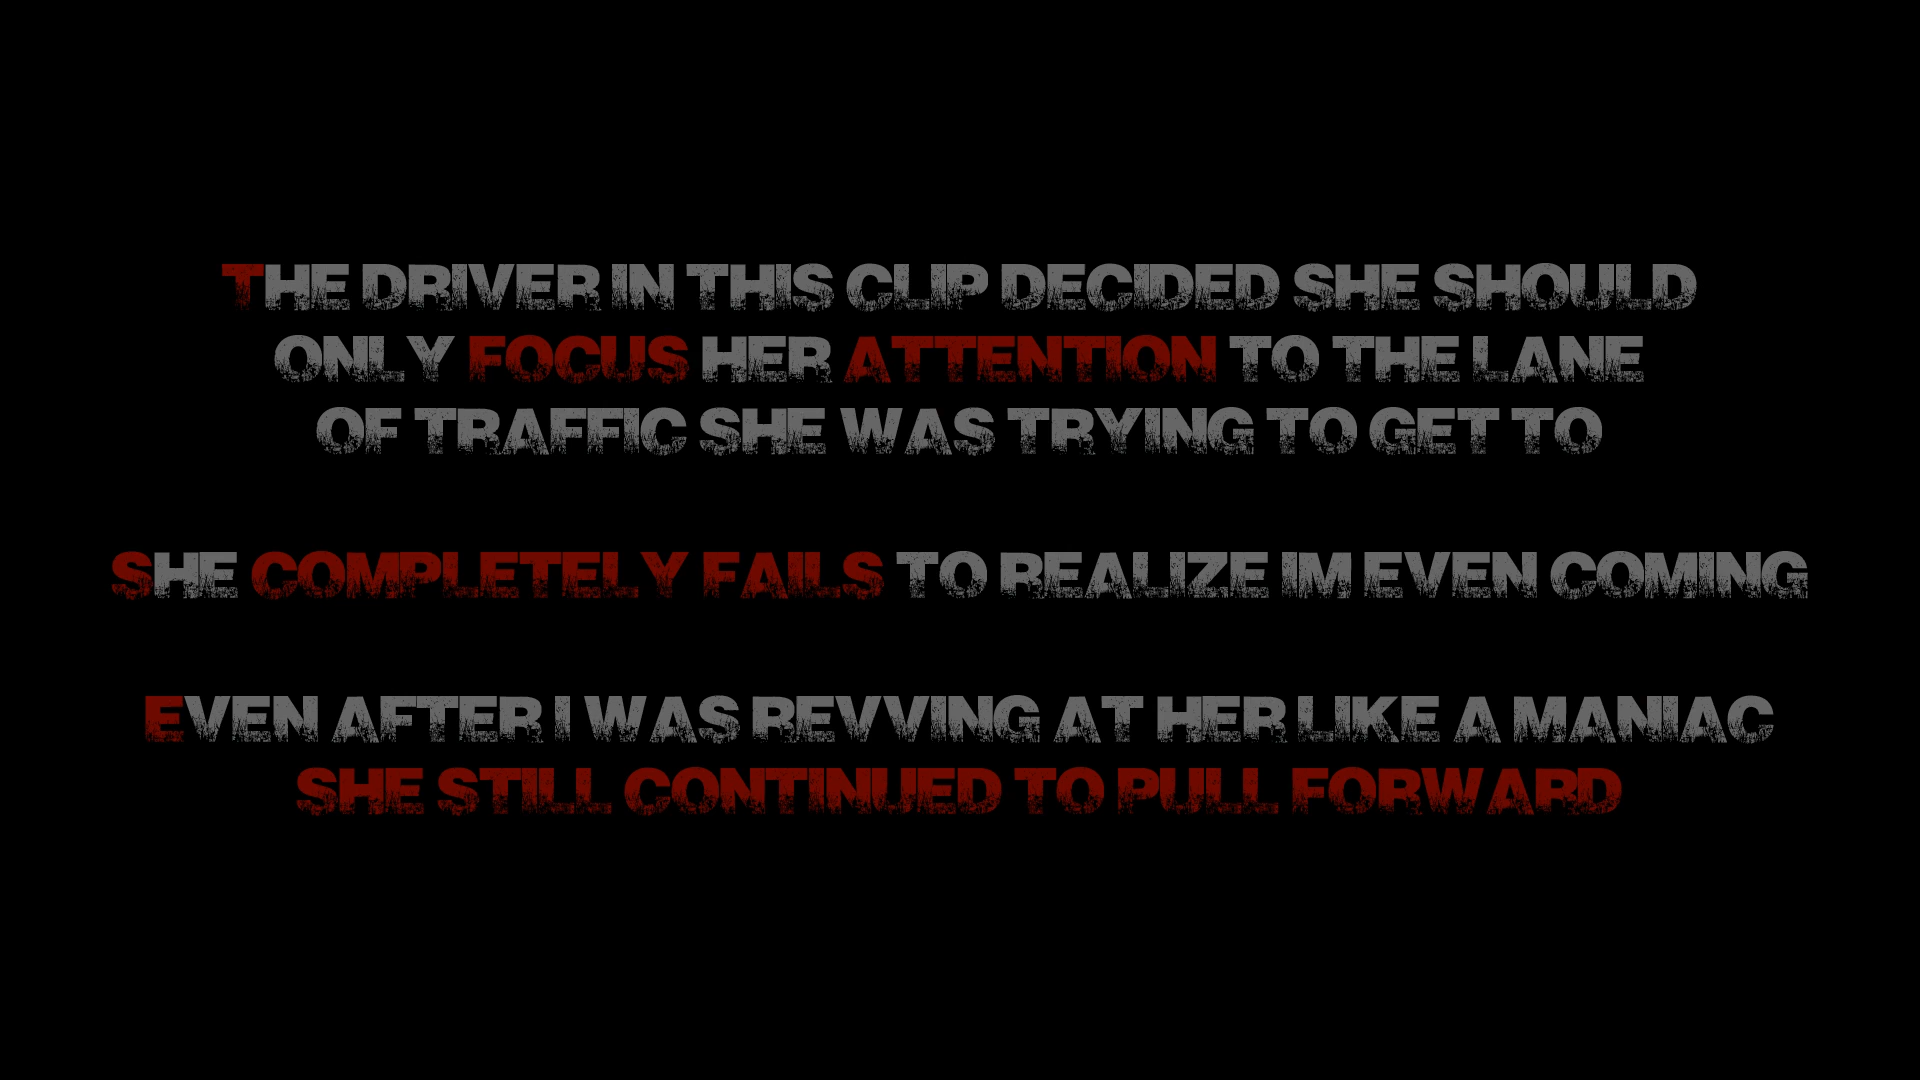 THE DRIVER IN THIS CLIP DECIDED SHE SHOULD
ONLY FOCUS HER ATTENTION TO THE LANE
OF TRAFFIC SHE WAS TRYING TO GET TO
SHE COMPLETELY FAILS TO REALIZE IM EVEN COMING
EVEN AFTER I WAS REVVING AT HER LIKE A MANIAC
SHE STILL CONTINUED TO PULL FORWARD